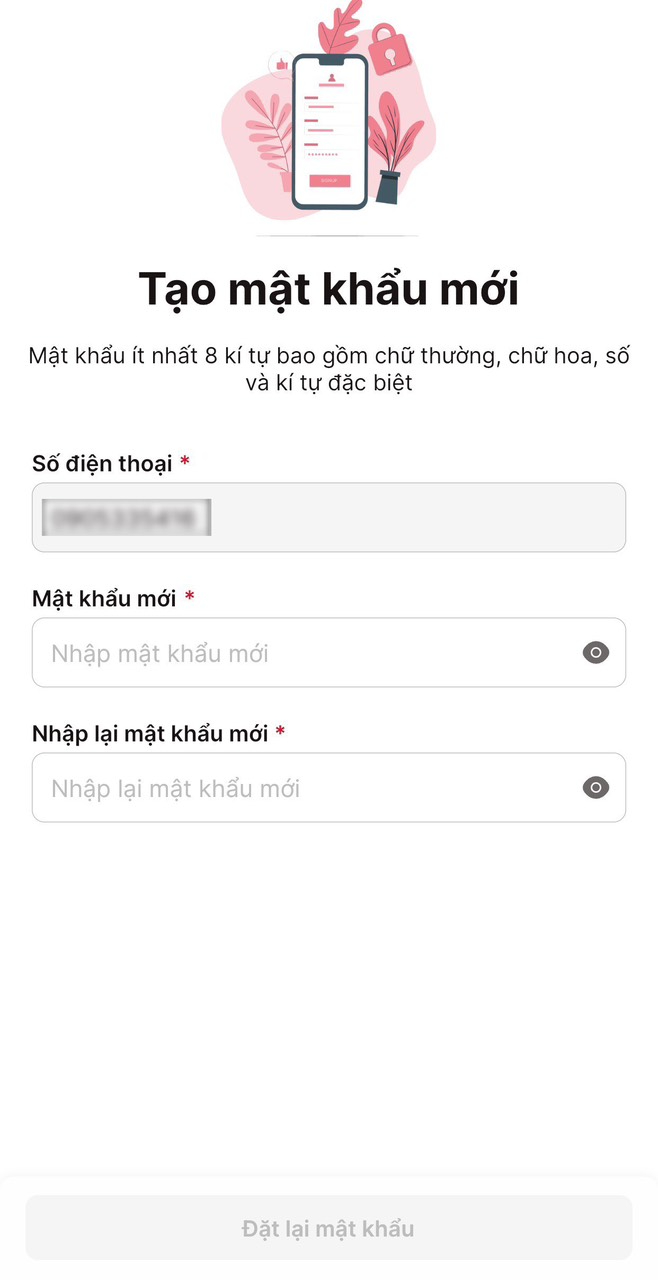 Tạo mật khẩu mới
Mật khẩu ít nhất 8 kí tự bao gồm chữ thường, chữ hoa, số
và kí tự đặc biệt
Số điện thoại *
Mật khẩu mới *
Nhập mật khẩu mới
Nhập lại mật khẩu mới *
Nhập lại mật khẩu mới
Đặt lại mật khẩu